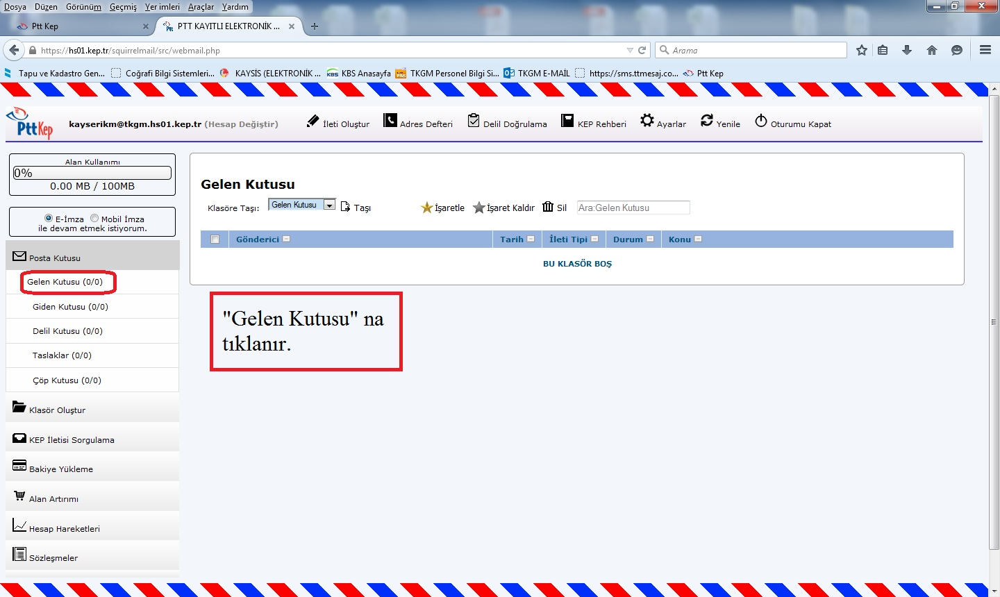 Dosya Düzen Görünüm Geçmiş Yer imleri Araçlar Yardım
Ptt Kep
PTT KAYITLI ELEKTRONİK ...
https://hs01.kep.tr/squirrelmail/src/webmail.php
Arama
Tapu ve Kadastro Gen...
Coğrafi Bilgi Sistemleri...
KAYSİS (ELEKTRONİK ...
KBS KBS Anasayfa
TKGM Personel Bilgi Si...
TKGM E-MAİL
https://sms.ttmesaj.co...
Ptt Kep
PttKep
kayserikm@tkgm.hs01.kep.tr (Hesap Değiştir)
İleti Oluştur
Adres Defteri
Delil Doğrulama
KEP Rehberi
Ayarlar
Yenile
Oturumu Kapat
Alan Kullanımı
0%
0.00 MB / 100MB
E-İmza Mobil İmza
ile devam etmek istiyorum.
Posta Kutusu
Gelen Kutusu (0/0)
Giden Kutusu (0/0)
Delil Kutusu (0/0)
Taslaklar (0/0)
Çöp Kutusu (0/0)
Klasör Oluştur
KEP İletisi Sorgulama
Bakiye Yükleme
Alan Artırımı
Hesap Hareketleri
Sözleşmeler
Gelen Kutusu
Klasöre Taşı: Gelen Kutusu Taşı
İşaretle İşaret Kaldır Sil Ara:Gelen Kutusu
Gönderici Tarih İleti Tipi Durum Konu
BU KLASÖR BOŞ
"Gelen Kutusu" na
tıklanır.